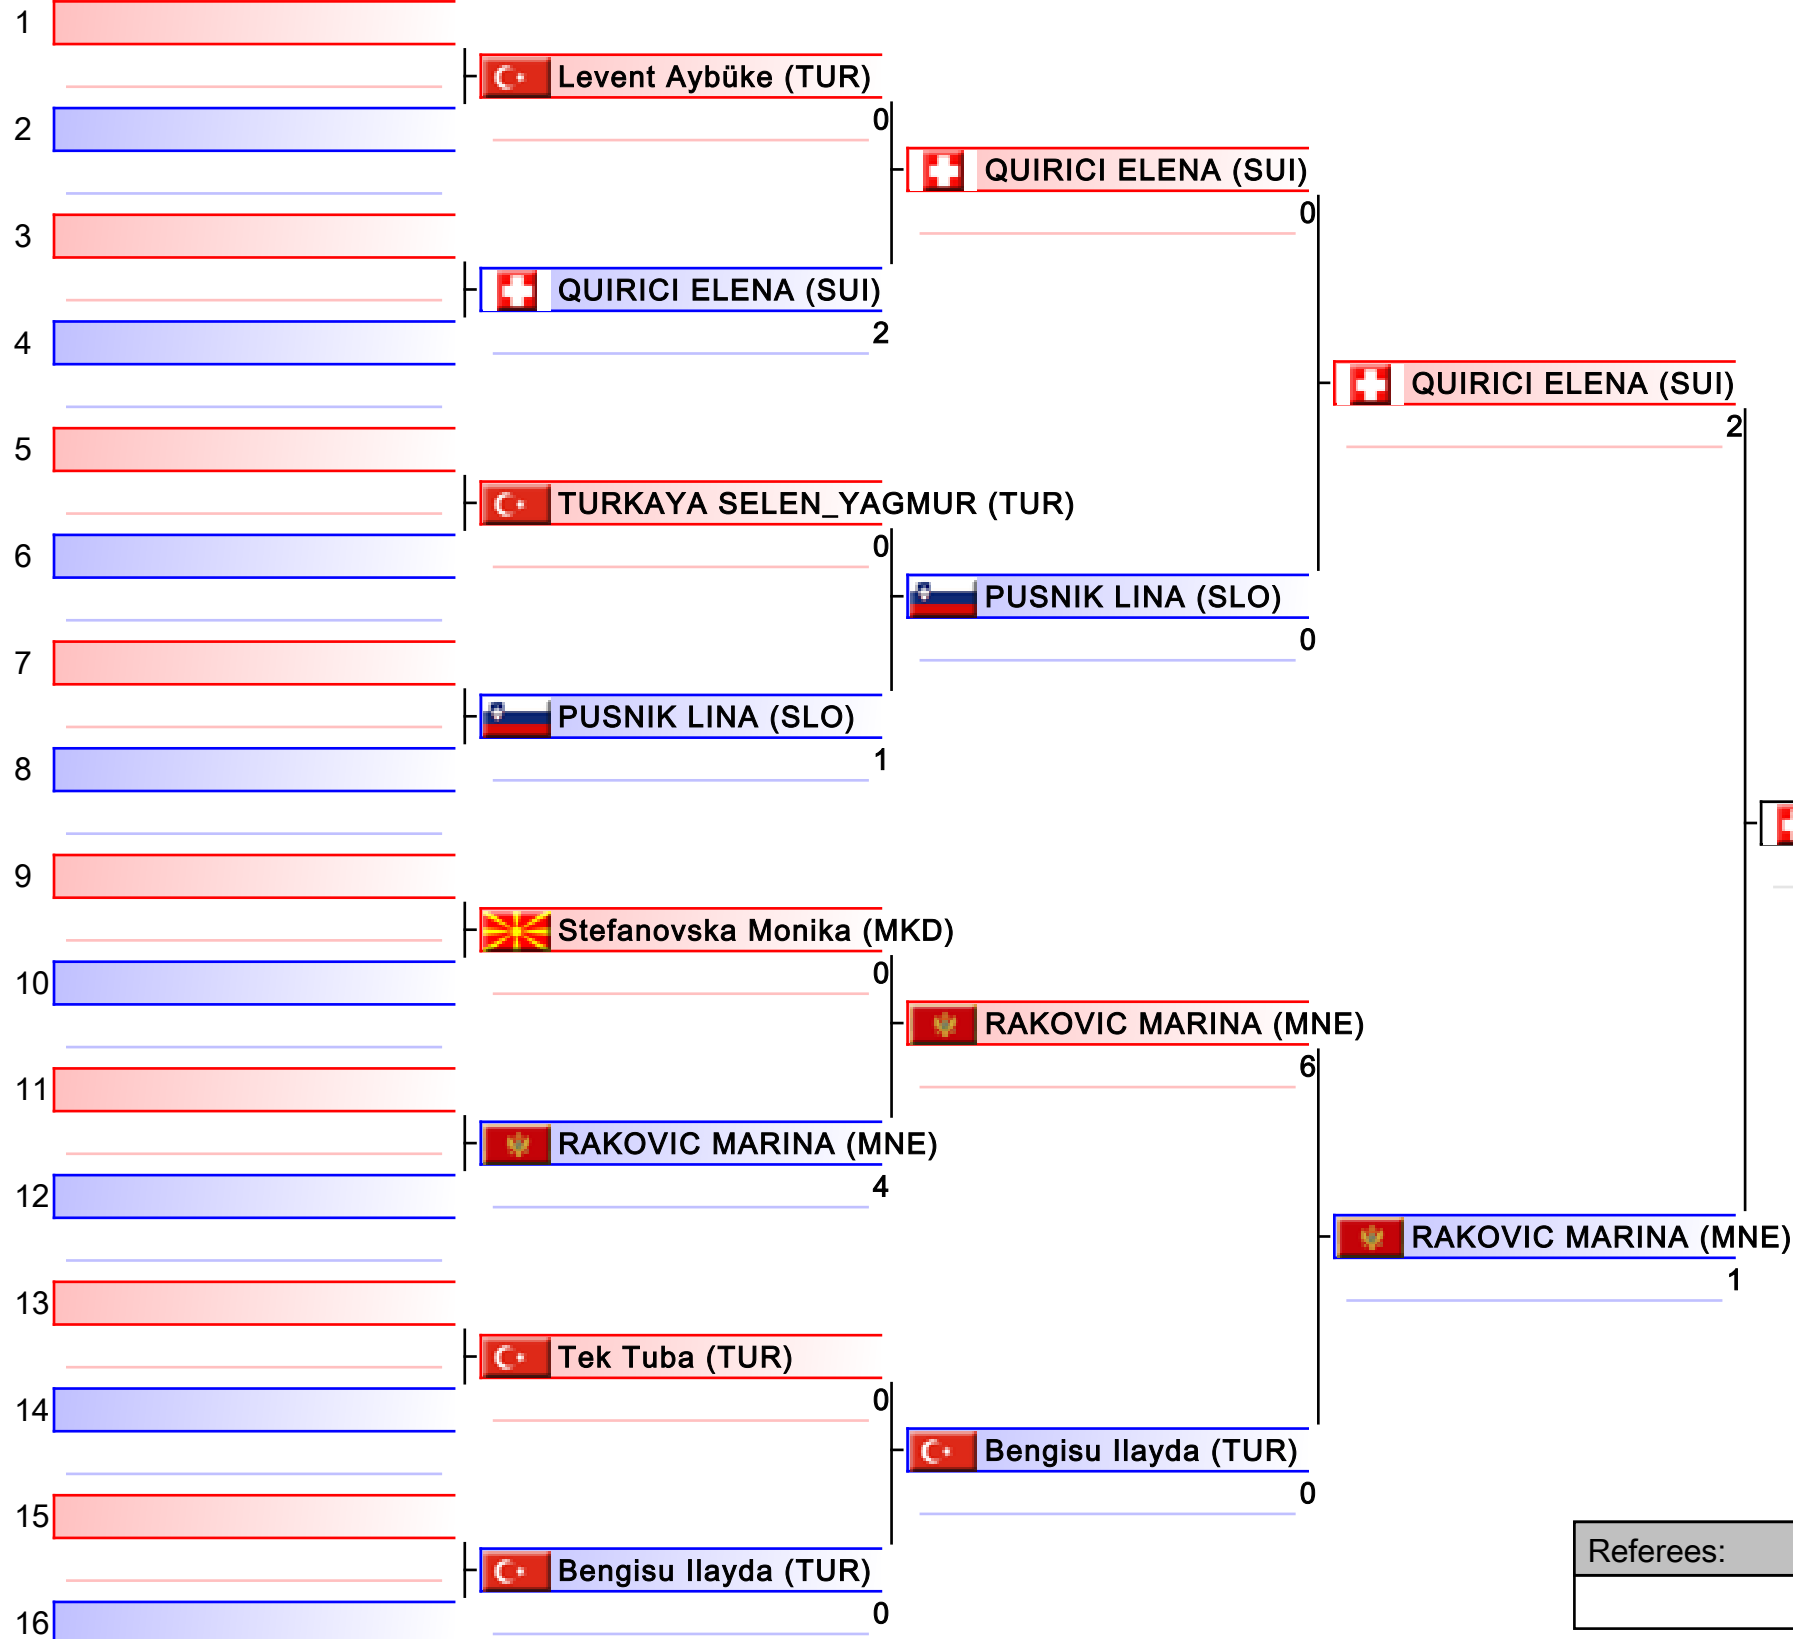 1
Levent Aybüke (TUR)
0
2
QUIRICI ELENA (SUI)
0
3
QUIRICI ELENA (SUI)
2
4
QUIRICI ELENA (SUI)
2
5
TURKAYA SELEN_YAGMUR (TUR)
0
6
PUSNIK LINA (SLO)
0
7
PUSNIK LINA (SLO)
1
8
9
Stefanovska Monika (MKD)
0
10
RAKOVIC MARINA (MNE)
6
11
RAKOVIC MARINA (MNE)
4
12
RAKOVIC MARINA (MNE)
1
13
Tek Tuba (TUR)
0
14
Bengisu Ilayda (TUR)
0
15
Bengisu Ilayda (TUR)
0
16
Referees: